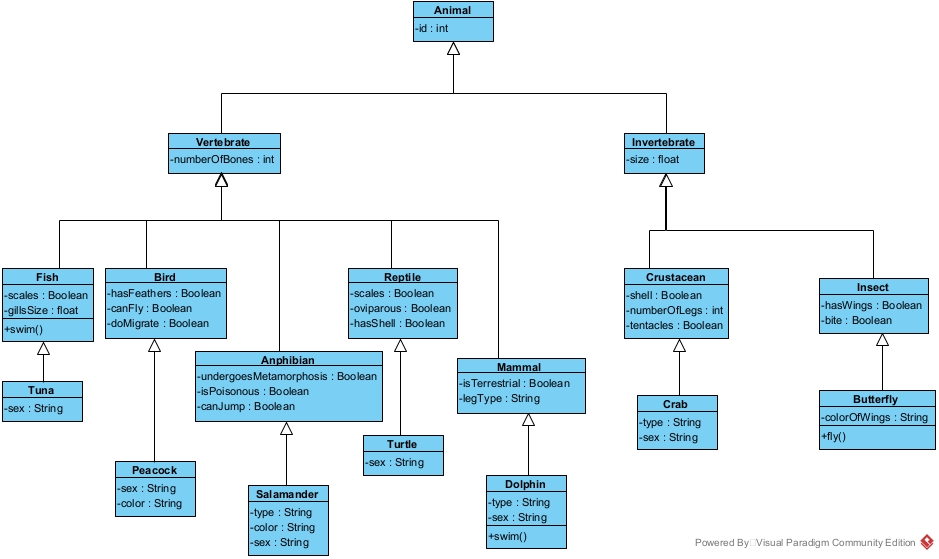 Animal
-id : int
Vertebrate
-numberOfBones : int
Invertebrate
-size : float
Fish
-scales : Boolean
-gillsSize : float
+swim()
Bird
-hasFeathers : Boolean
-canFly : Boolean
-doMigrate : Boolean
Reptile
-scales : Boolean
-oviparous : Boolean
-hasShell : Boolean
Crustacean
-shell : Boolean
-numberOfLegs : int
-tentacles : Boolean
Insect
-hasWings : Boolean
-bite : Boolean
Anphibian
-undergoesMetamorphosis : Boolean
-isPoisonous : Boolean
-canJump : Boolean
Mammal
-isTerrestrial : Boolean
-legType : String
Tuna
-sex : String
Peacock
-sex : String
-color : String
Salamander
-type : String
-color : String
-sex : String
Turtle
-sex : String
Dolphin
-type : String
-sex : String
+swim()
Crab
-type : String
-sex : String
Butterfly
-colorOfWings : String
+fly()
Powered By Visual Paradigm Community Edition